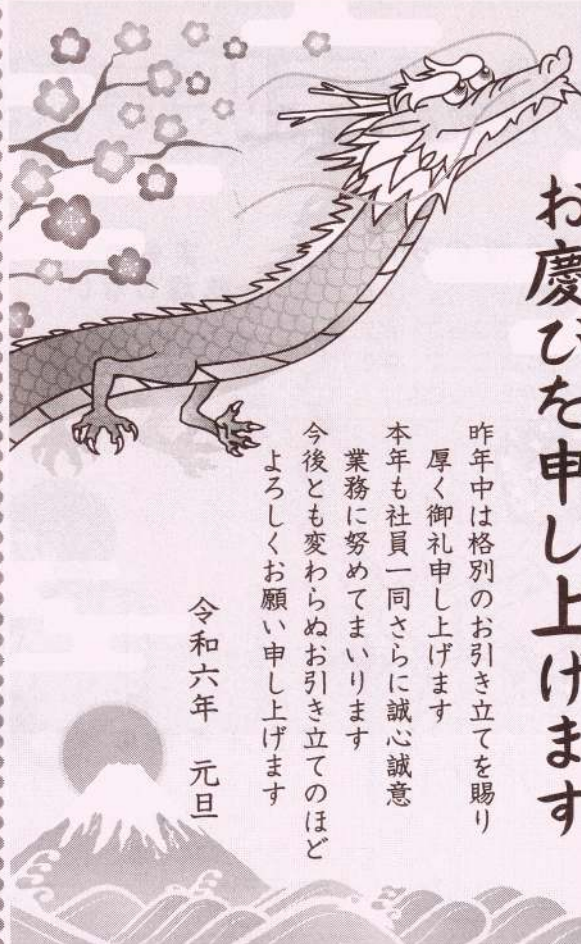 お慶びを申し上げます
昨年中は格別のお引き立てを賜り
厚く御礼申し上げます
本年も社員一同さらに誠心誠意
業務に努めてまいります
今後とも変わらぬお引き立てのほど
よろしくお願い申し上げます
令和六年 元旦